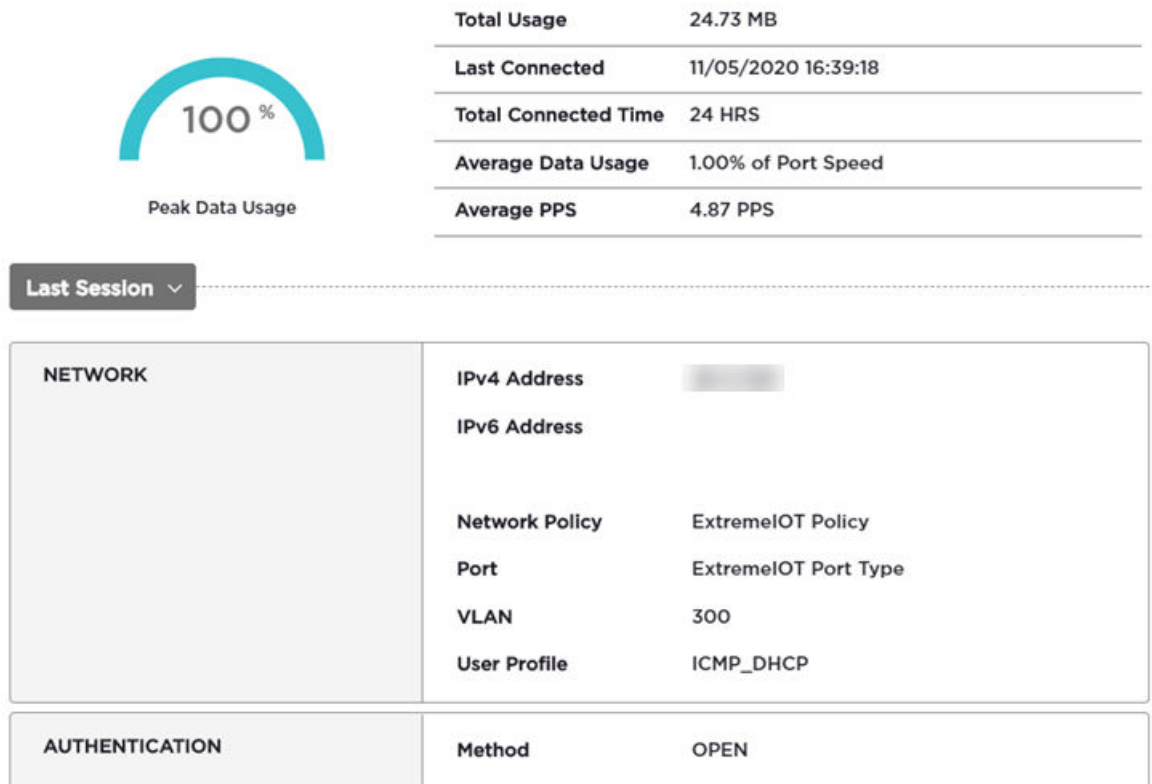 100 %
Peak Data Usage
Total Usage 24.73 MB
Last Connected 11/05/2020 16:39:18
Total Connected Time 24 HRS
Average Data Usage 1.00% of Port Speed
Average PPS 4.87 PPS
Last Session
NETWORK
IPv4 Address
IPv6 Address
Network Policy ExtremeIOT Policy
Port ExtremeIOT Port Type
VLAN 300
User Profile ICMP_DHCP
AUTHENTICATION
Method OPEN